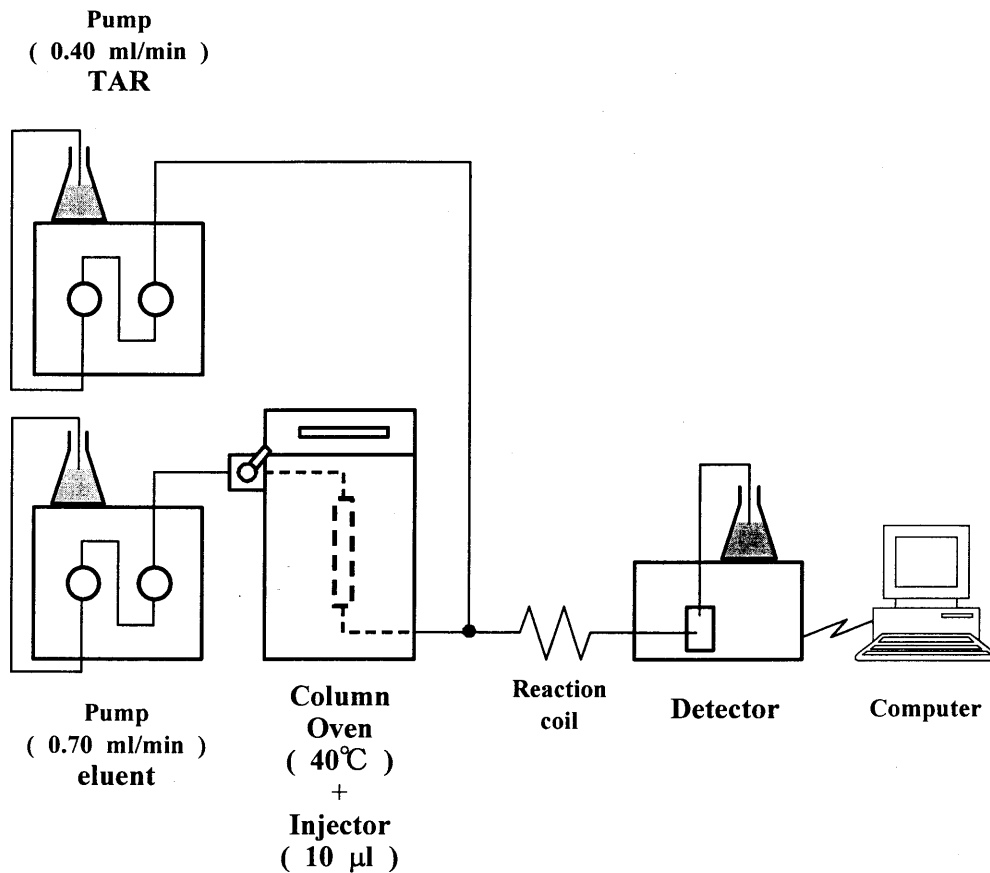 Pump
( 0.40 ml/min )
TAR
Pump
( 0.70 ml/min )
eluent
Column
Oven
( 40℃ )
+
Injector
( 10 μl )
Reaction
coil
Detector
Computer